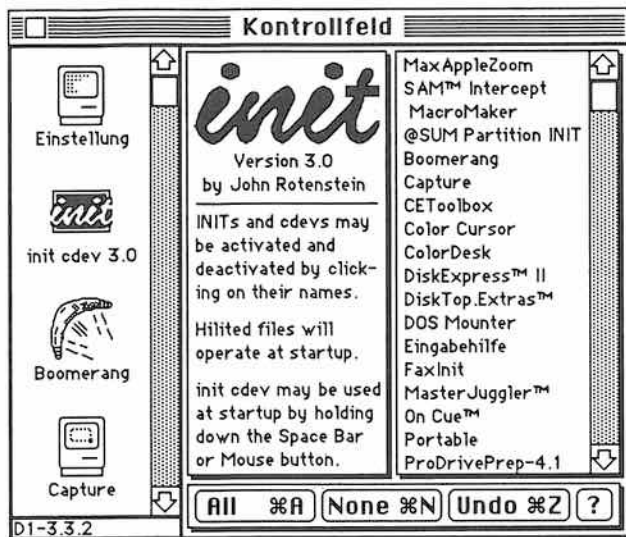 Kontrollfeld
Einstellung
init cdev 3.0
Boomerang
Capture
D1-3.3.2
init
init
Version 3.0
by John Rotenstein
INITs and cdevs may
be activated and
deactivated by click-
ing on their names.
Hilited files will
operate at startup.
init cdev may be used
at startup by holding
down the Space Bar
or Mouse button.
MaxAppleZoom
SAM™ Intercept
MacroMaker
@SUM Partition INIT
Boomerang
Capture
CEToolbox
Color Cursor
ColorDesk
DiskExpress™ II
DiskTop.Extras™
DOS Mounter
Eingabehilfe
FaxInit
MasterJuggler™
On Cue™
Portable
ProDrivePrep-4.1
All ⌘A None ⌘N Undo ⌘Z ?